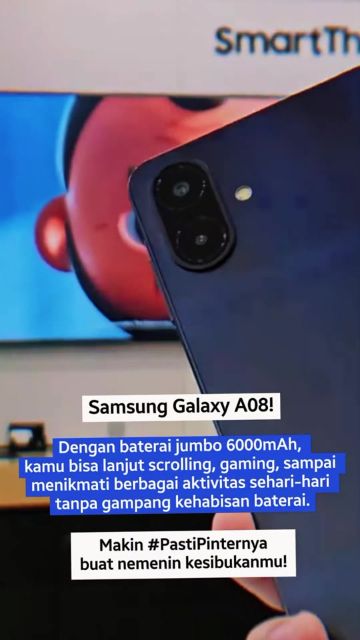 SmartTh
Samsung Galaxy A08!
Dengan baterai jumbo 6000mAh,
kamu bisa lanjut scrolling, gaming, sampai
menikmati berbagai aktivitas sehari-hari
tanpa gampang kehabisan baterai.
Makin #PastiPinternya
buat nemenin kesibukanmu!